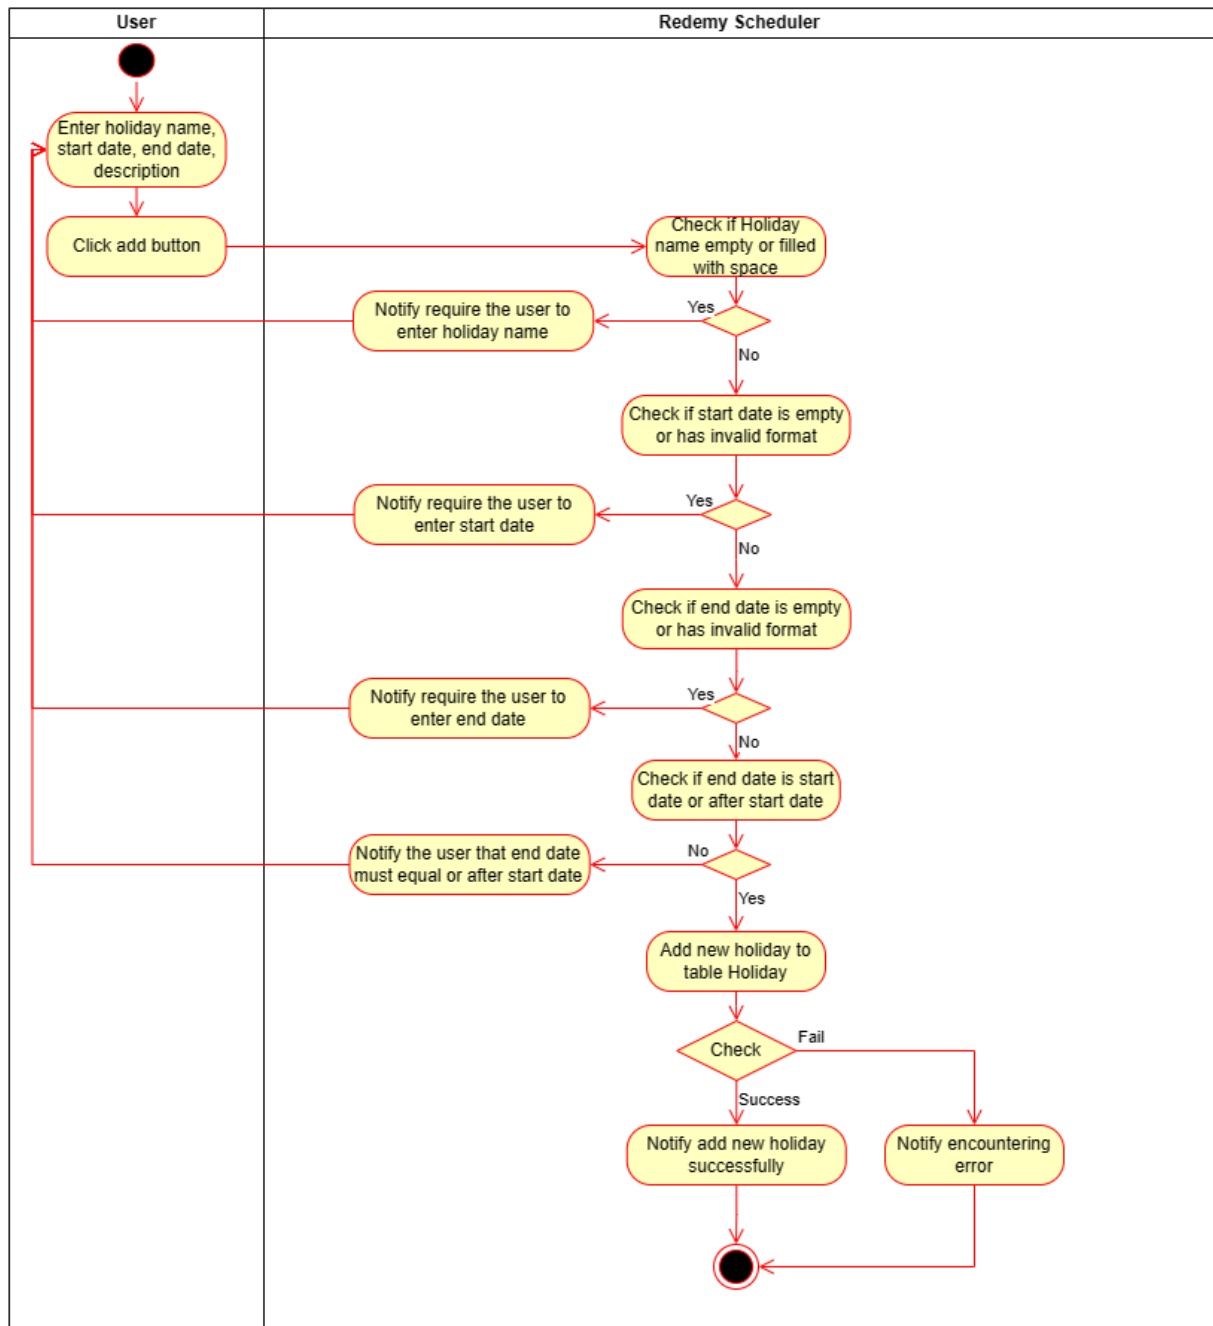 User
Redemy Scheduler
Enter holiday name,
start date, end date,
description
Click add button
Check if Holiday
name empty or filled
with space
Yes
Notify require the user to
enter holiday name
No
Check if start date is empty
or has invalid format
Yes
Notify require the user to
enter start date
No
Check if end date is empty
or has invalid format
Yes
Notify require the user to
enter end date
No
Check if end date is start
date or after start date
No
Notify the user that end date
must equal or after start date
Yes
Add new holiday to
table Holiday
Check
Fail
Success
Notify add new holiday
successfully
Notify encountering
error